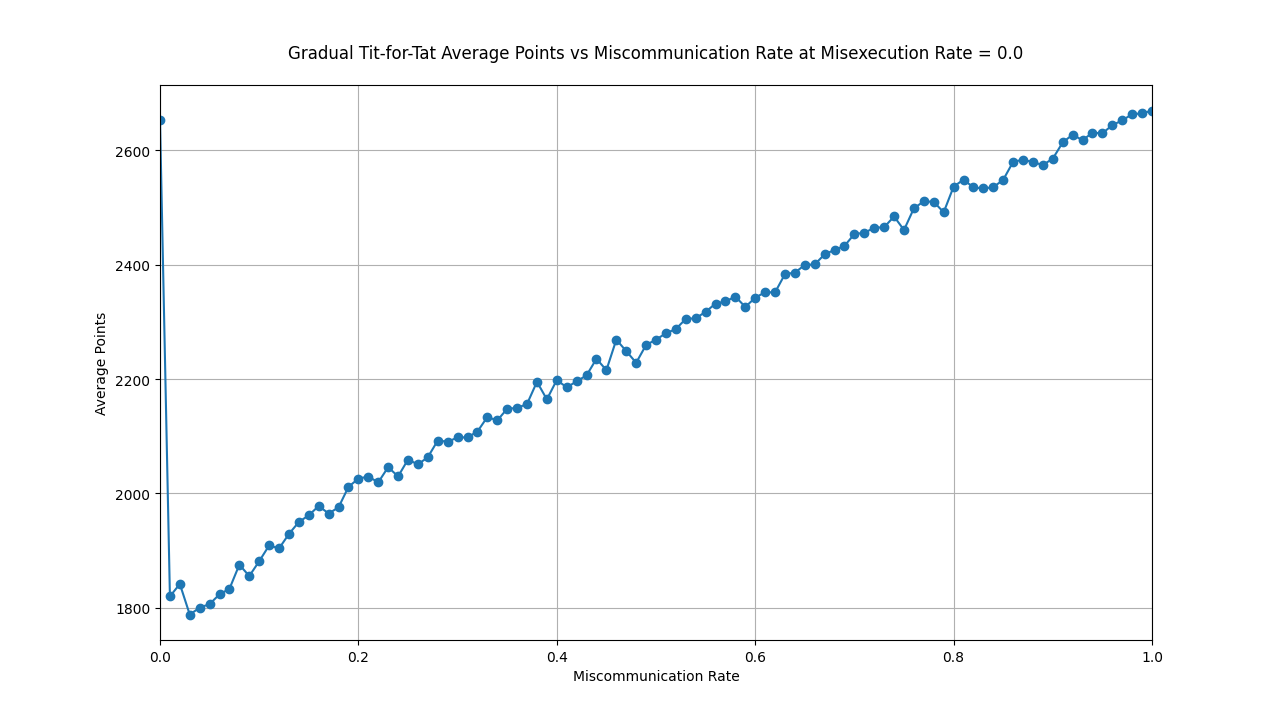 Gradual Tit-for-Tat Average Points vs Miscommunication Rate at Misexecution Rate = 0.0
2600
2400
2200
2000
1800
Average Points
0.0 0.2 0.4 0.6 0.8 1.0
Miscommunication Rate